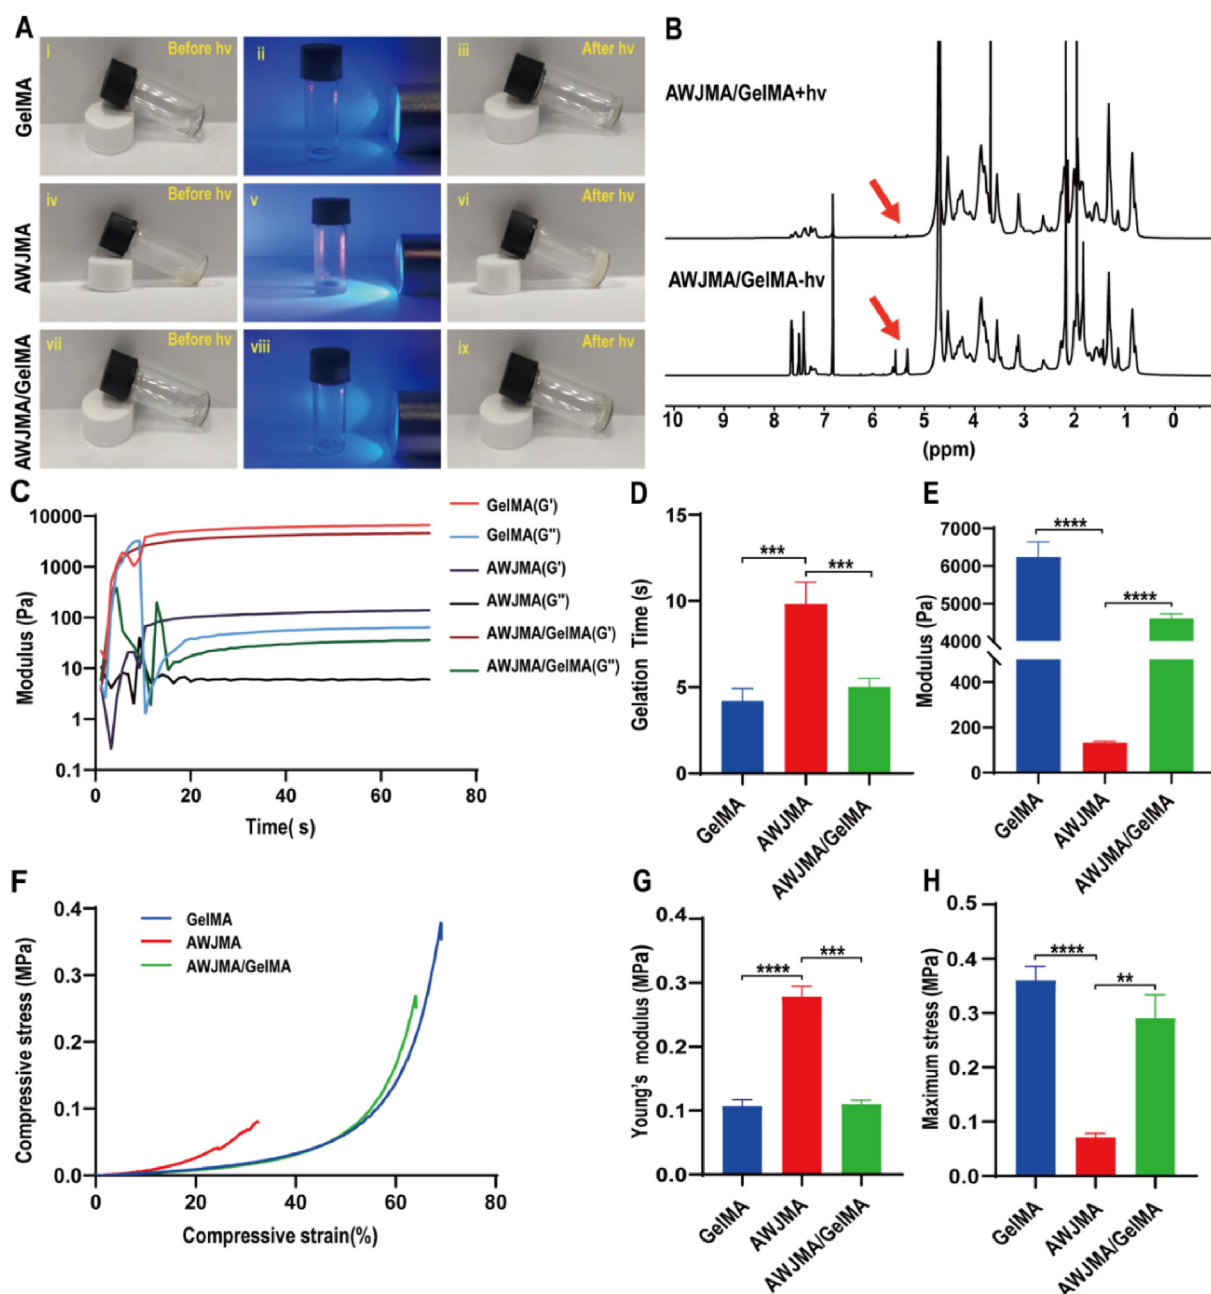 A
GelMA
i
Before hv
ii
iii
After hv
AWJMA
iv
Before hv
v
vi
After hv
AWJMA/GelMA
vii
Before hv
viii
ix
After hv
B
AWJMA/GelMA+hv
AWJMA/GelMA-hv
10 9 8 7 6 5 4 3 2 1 0
(ppm)
C
Modulus (Pa)
10000
1000
100
10
1
0.1
0 20 40 60 80
Time( s)
GelMA(G')
GelMA(G")
AWJMA(G')
AWJMA(G")
AWJMA/GelMA(G')
AWJMA/GelMA(G")
D
Gelation Time (s)
15
10
5
0
***
***
GelMA
AWJMA
AWJMA/GelMA
E
Modulus (Pa)
7000
6000
5000
4000
400
200
0
****
****
GelMA
AWJMA
AWJMA/GelMA
F
Compressive stress (MPa)
0.4
0.3
0.2
0.1
0.0
0 20 40 60 80
Compressive strain(%)
GelMA
AWJMA
AWJMA/GelMA
G
Young's modulus (MPa)
0.4
0.3
0.2
0.1
0.0
****
***
GelMA
AWJMA
AWJMA/GelMA
H
Maximum stress (MPa)
0.5
0.4
0.3
0.2
0.1
0.0
****
**
GelMA
AWJMA
AWJMA/GelMA